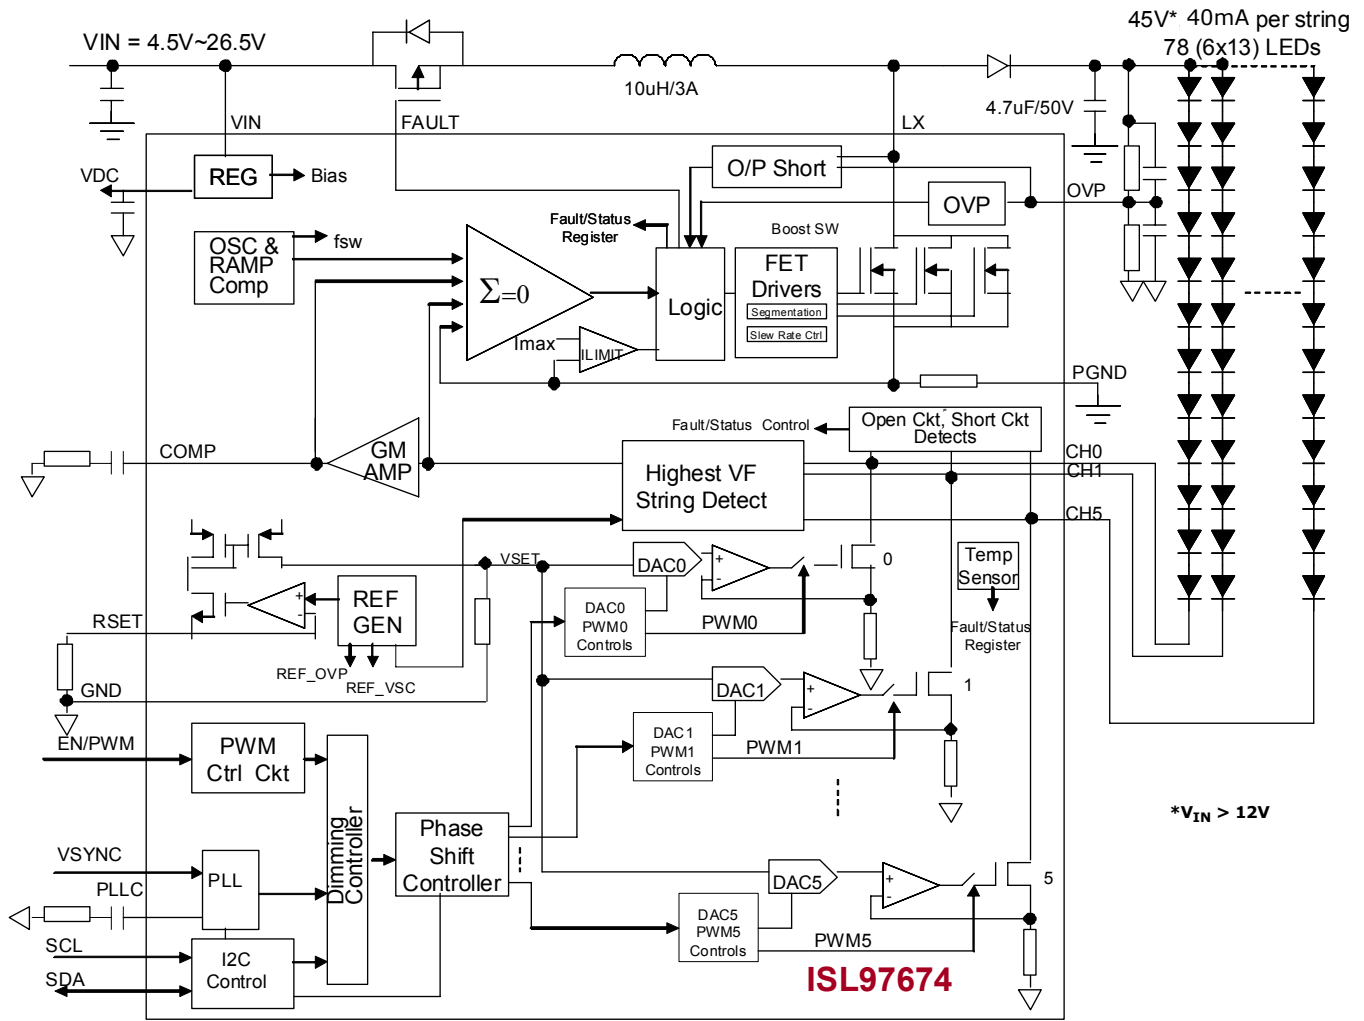 45V* 40mA per string
78 (6x13) LEDs
VIN = 4.5V~26.5V
10uH/3A
4.7uF/50V
VIN
FAULT
LX
O/P Short
VDC
REG
Bias
OVP
OVP
Fault/Status
Register
Boost SW
OSC &
RAMP
Comp
fsw
Σ=0
Logic
FET
Drivers
Segmentation
Slew Rate Ctrl
Imax
ILIMIT
PGND
Fault/Status Control
Open Ckt, Short Ckt
Detects
COMP
GM
AMP
Highest VF
String Detect
CH0
CH1
CH5
VSET
DAC0
+
-
0
Temp
Sensor
Fault/Status
Register
RSET
+
-
REF
GEN
DAC0
PWM0
Controls
PWM0
REF_OVP
REF_VSC
GND
DAC1
+
-
1
EN/PWM
PWM
Ctrl Ckt
DAC1
PWM1
Controls
PWM1
*VIN > 12V
Dimming
Controller
Phase
Shift
Controller
VSYNC
PLL
PLLC
DAC5
+
-
5
DAC5
PWM5
Controls
PWM5
SCL
SDA
I2C
Control
ISL97674